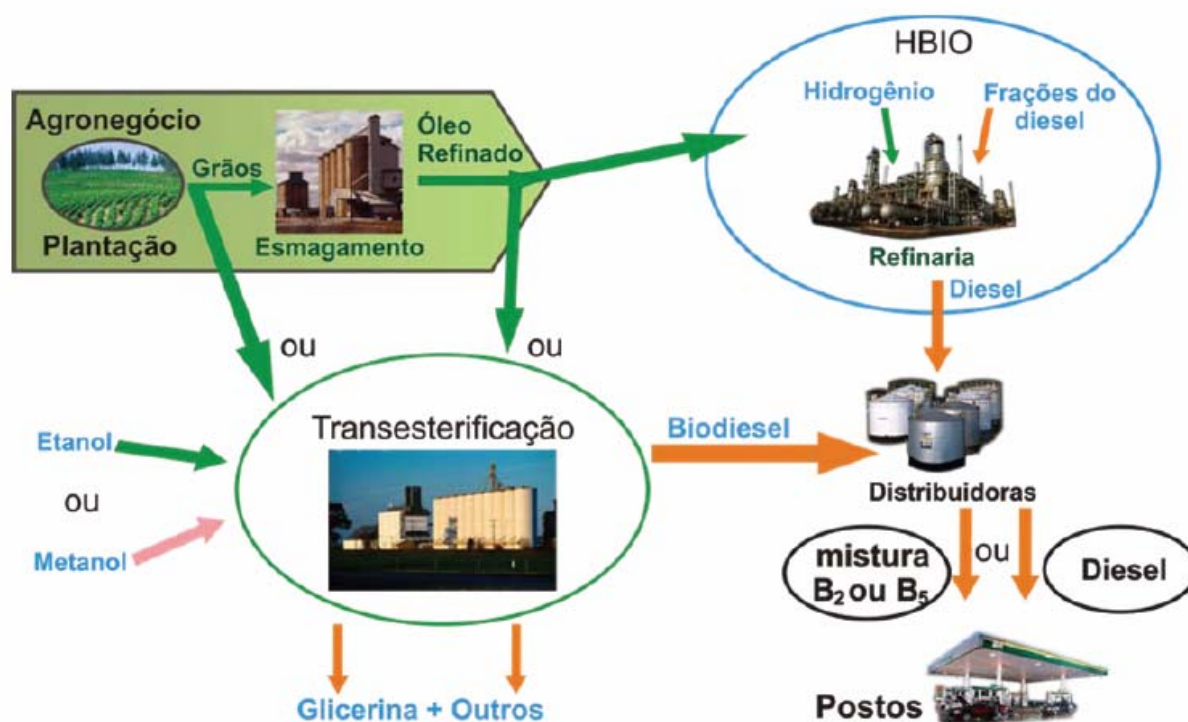 HBIO
Hidrogênio
Frações do
diesel
Refinaria
Diesel
Agronegócio
Grãos
Plantação
Esmagamento
Óleo
Refinado
ou
ou
Etanol
ou
Metanol
Transesterificação
Biodiesel
Glicerina + Outros
Distribuidoras
mistura
B₂ ou B₅
ou
Diesel
Postos